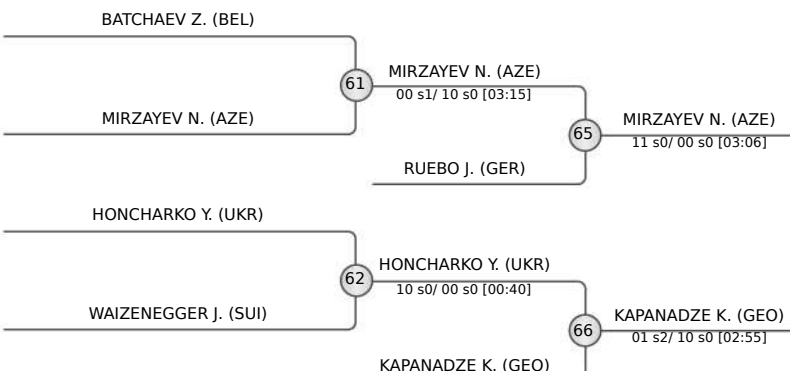 BATCHAEV Z. (BEL)
61
MIRZAYEV N. (AZE)
00 s1/ 10 s0 [03:15]
MIRZAYEV N. (AZE)
65
MIRZAYEV N. (AZE)
11 s0/ 00 s0 [03:06]
RUEBO J. (GER)
HONCHARKO Y. (UKR)
62
HONCHARKO Y. (UKR)
10 s0/ 00 s0 [00:40]
WAIZENEGGER J. (SUI)
66
KAPANADZE K. (GEO)
01 s2/ 10 s0 [02:55]
KAPANADZE K. (GEO)